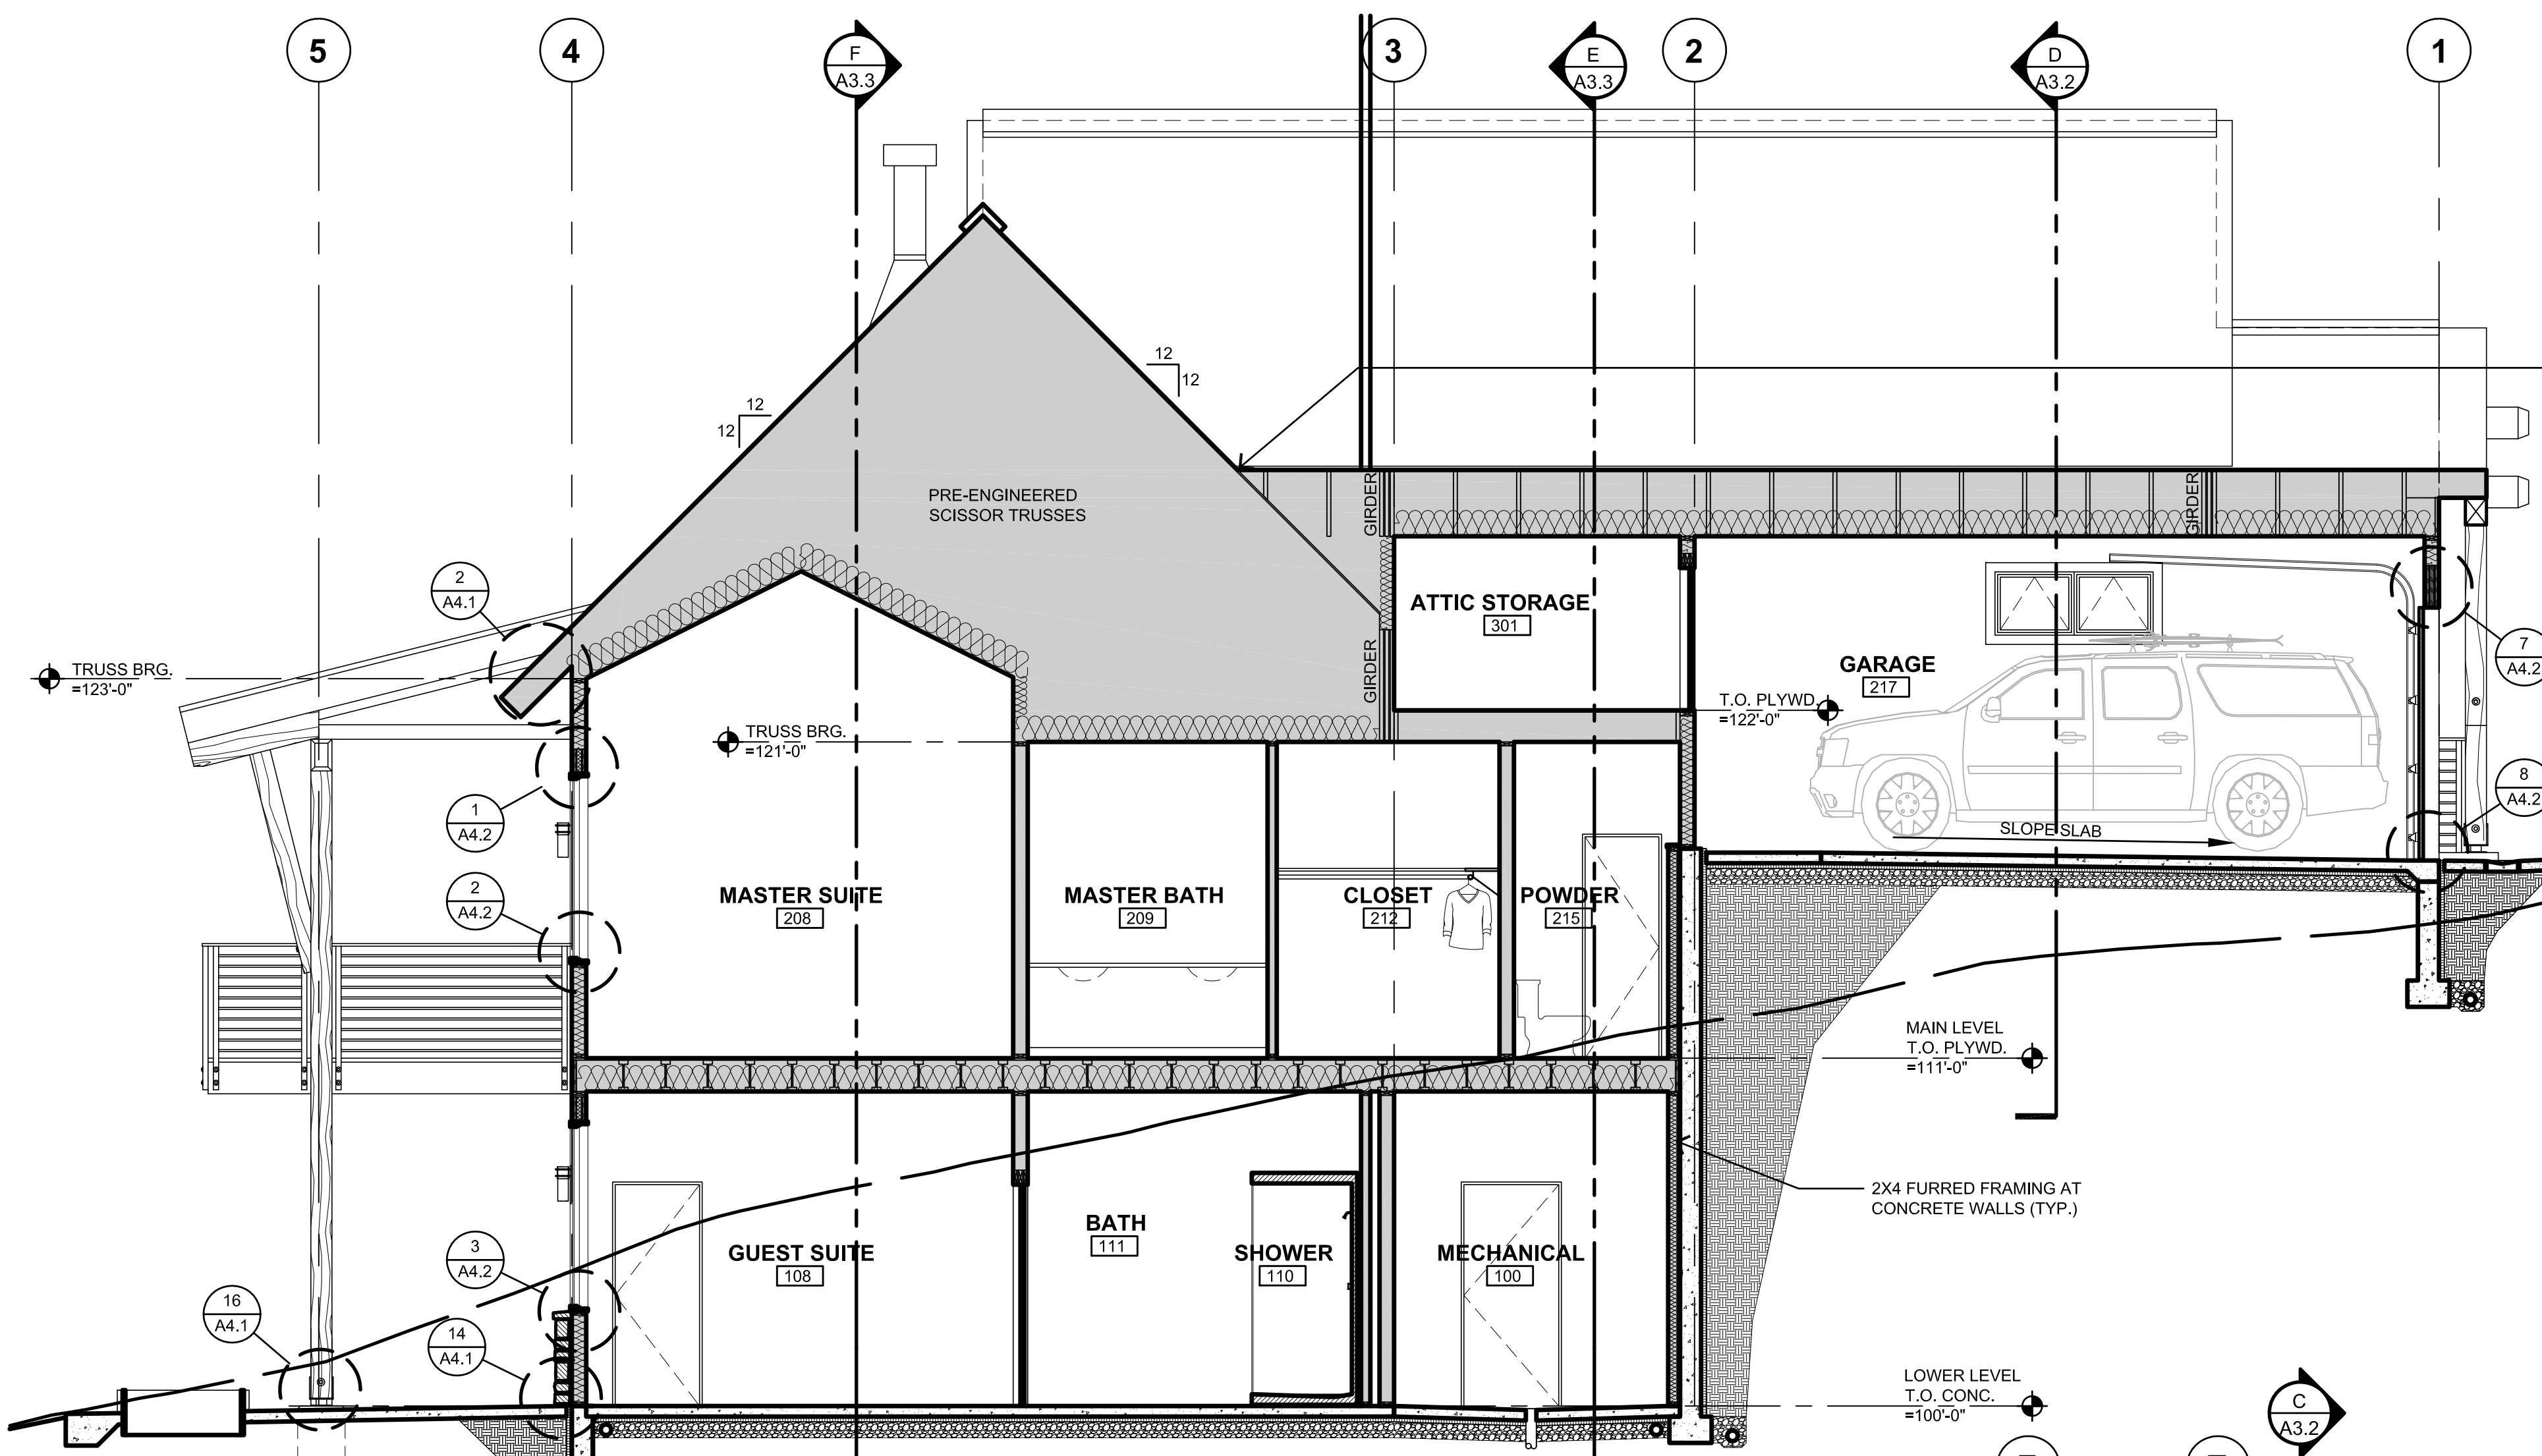 5
4
F
A3.3
3
E
A3.3
2
D
A3.2
1
12
12
12
12
PRE-ENGINEERED
SCISSOR TRUSSES
GIRDER
GIRDER
GIRDER
2
A4.1
ATTIC STORAGE
301
TRUSS BRG.
=123'-0"
GARAGE
217
7
A4.2
T.O. PLYWD.
=122'-0"
TRUSS BRG.
=121'-0"
1
A4.2
8
A4.2
SLOPE SLAB
2
A4.2
MASTER SUITE
208
MASTER BATH
209
CLOSET
212
POWDER
215
MAIN LEVEL
T.O. PLYWD.
=111'-0"
2X4 FURRED FRAMING AT
CONCRETE WALLS (TYP.)
3
A4.2
GUEST SUITE
108
BATH
111
SHOWER
110
MECHANICAL
100
16
A4.1
14
A4.1
LOWER LEVEL
T.O. CONC.
=100'-0"
C
A3.2